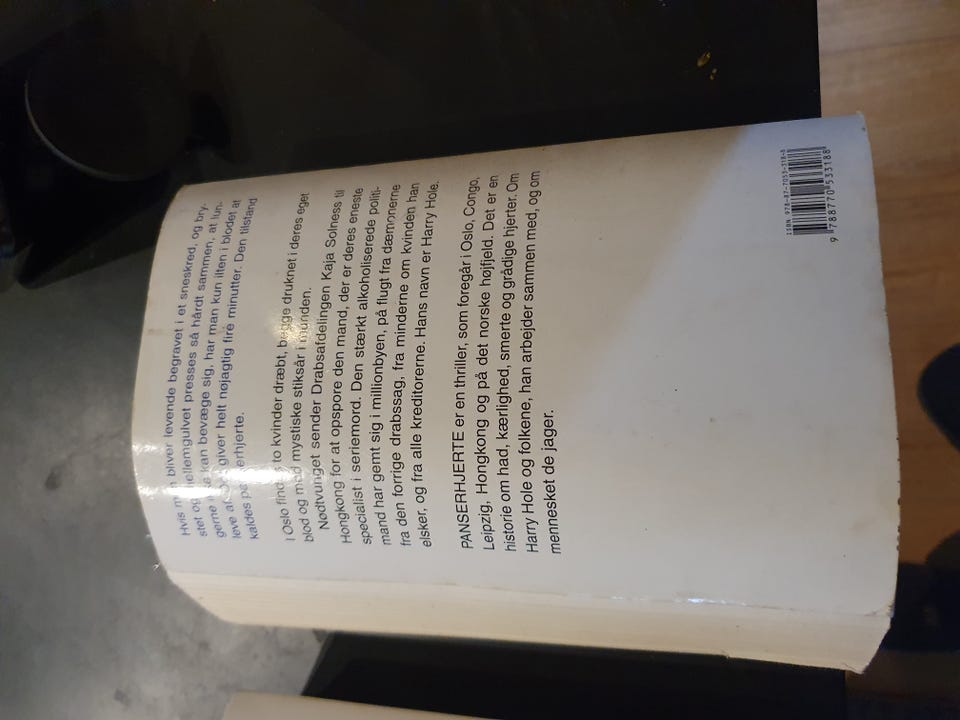 Hvis man bliver levende begravet i et sneskred, og bry-
stet og mellemgulvet presses så hårdt sammen, at lun-
gerne ikke kan bevæge sig, har man kun ilten i blodet at
leve af. Det giver helt nøjagtig fire minutter. Den tilstand
kaldes panserhjerte.
I Oslo findes to kvinder dræbt, begge druknet i deres eget
blod og med mystiske stiksår i munden.
Nødtvunget sender Drabsafdelingen Kaja Solness til
Hongkong for at opspore den mand, der er deres eneste
specialist i seriemord. Den stærkt alkoholiserede politi-
mand har gemt sig i millionbyen, på flugt fra dæmonerne
fra den forrige drabssag, fra minderne om kvinden han
elsker, og fra alle kreditorerne. Hans navn er Harry Hole.
PANSERHJERTE er en thriller, som foregår i Oslo, Congo,
Leipzig, Hongkong og på det norske højfjeld. Det er en
historie om had, kærlighed, smerte og grådige hjerter. Om
Harry Hole og folkene, han arbejder sammen med, og om
mennesket de jager.
ISBN 978-87-7053-318-8
9 788770 533188